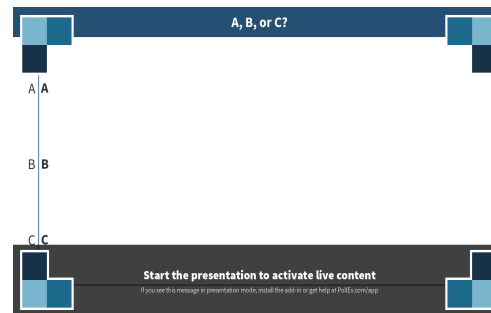 A, B, or C?
A A
B B
C C
Start the presentation to activate live content
If you see this message in presentation mode, install the add-in or get help at PollEv.com/app